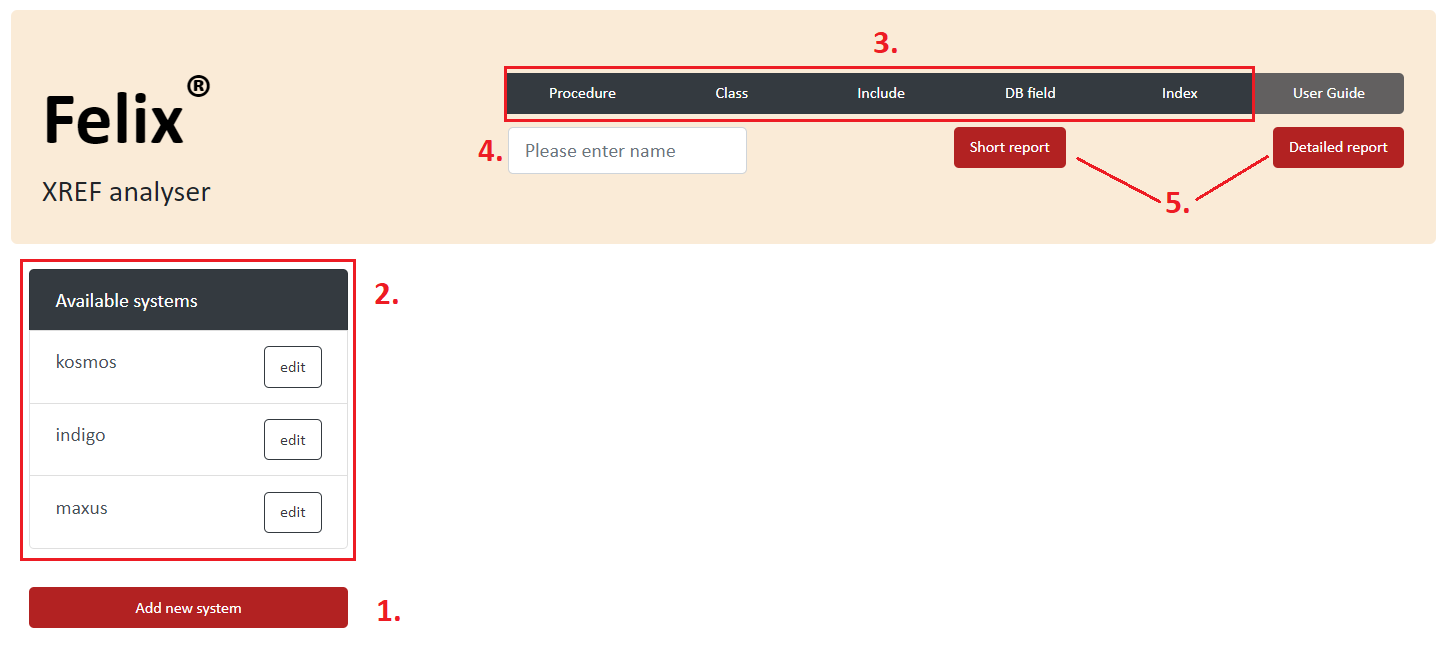 3.
Felix®
Procedure Class Include DB field Index User Guide
4. Please enter name Short report Detailed report
XREF analyser
5.
Available systems
2.
kosmos edit
indigo edit
maxus edit
Add new system
1.